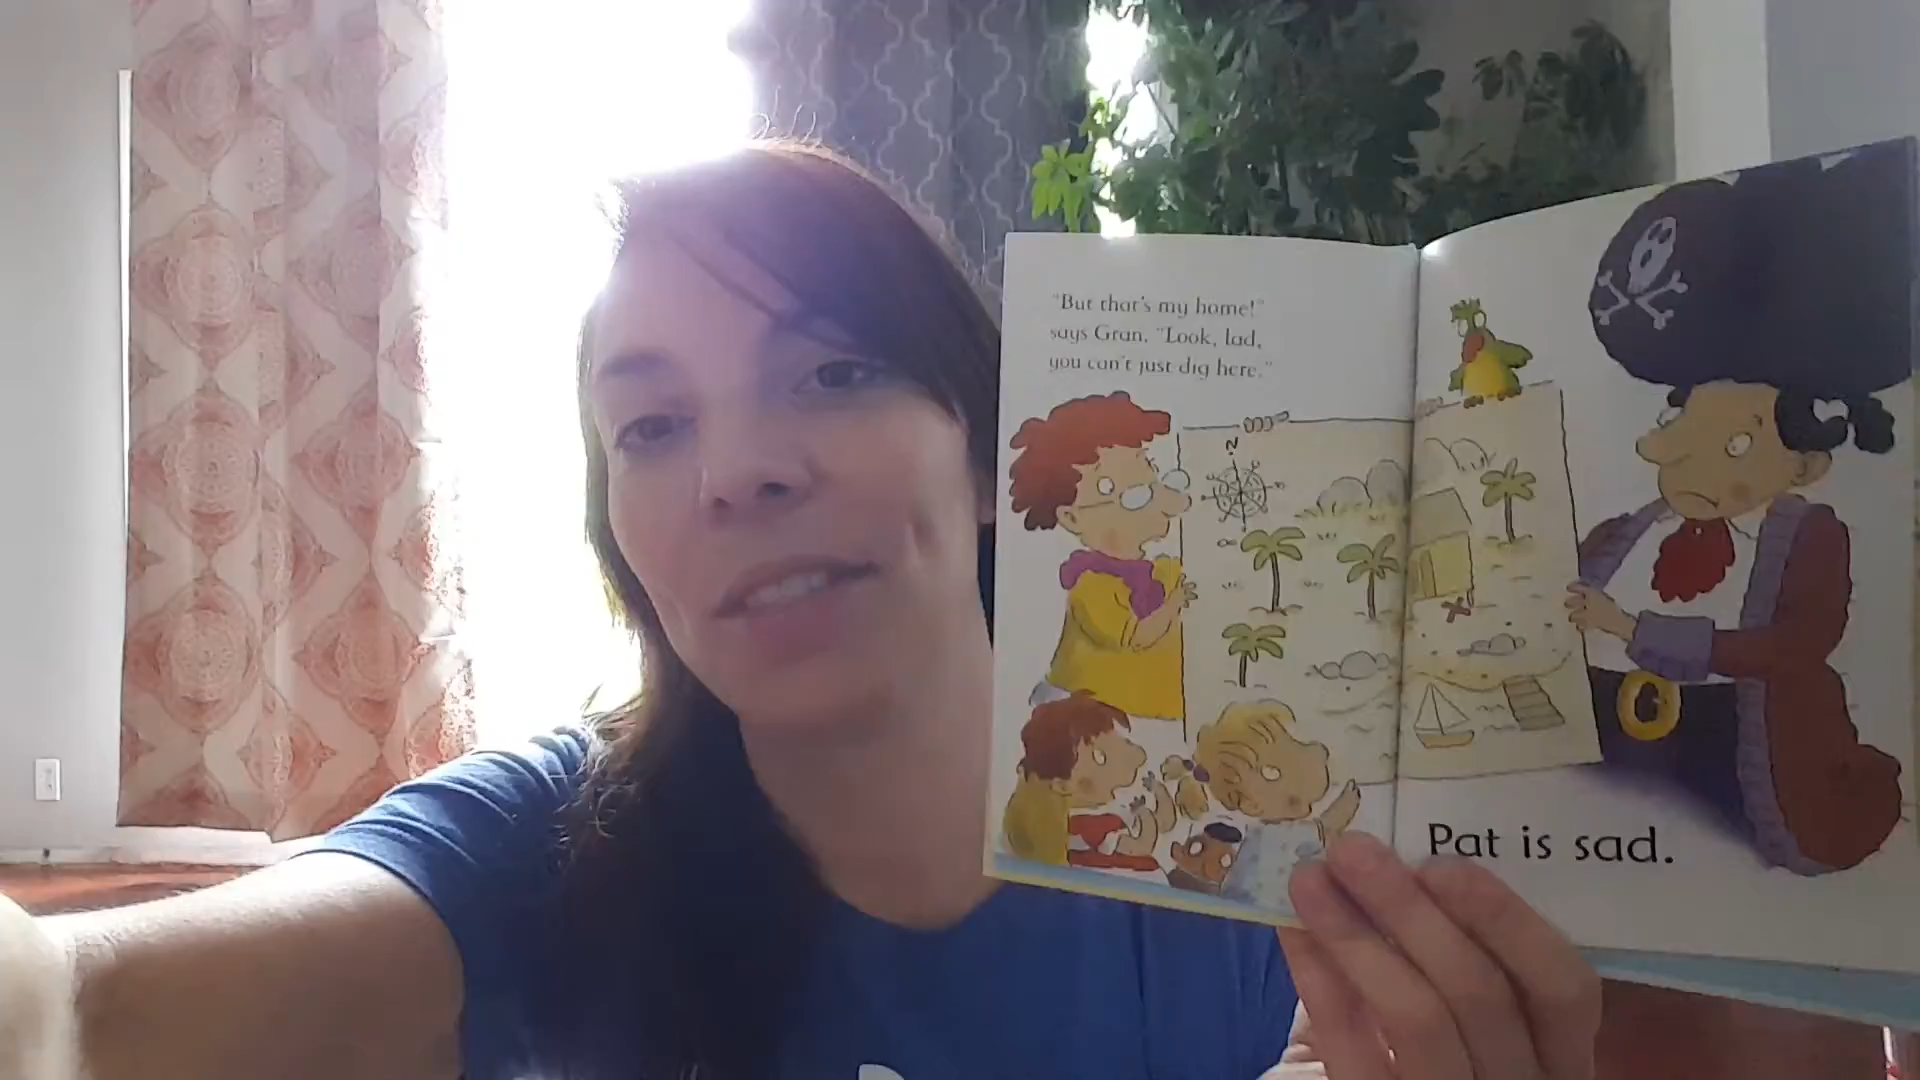 "But that's my home!"
says Gran. "Look, lad,
you can't just dig here."
Pat is sad.